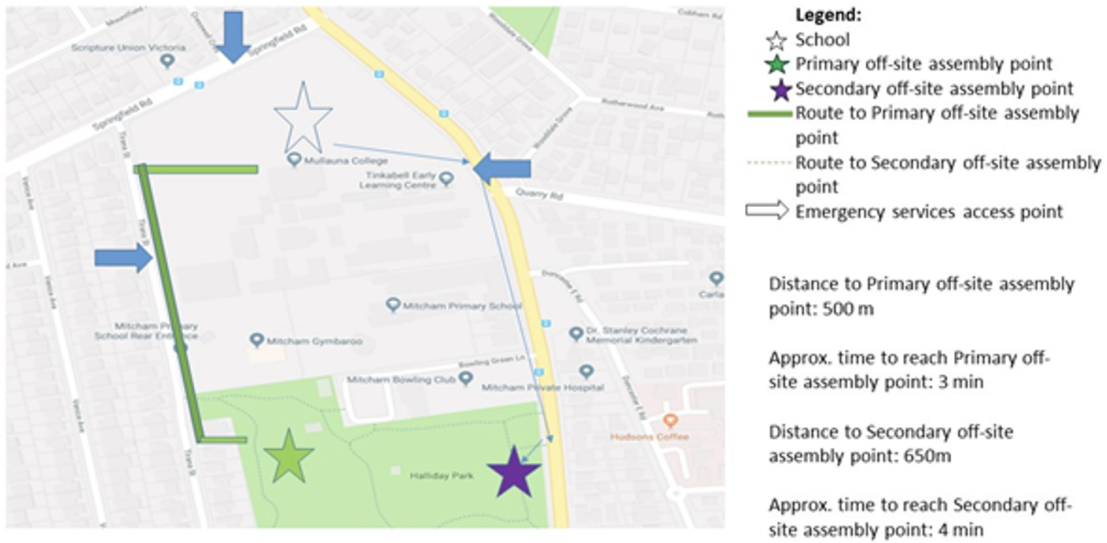 Mountfield
Springfield Rd
Cobham Rd
Scripture Union Victoria
Springfield Rd
Rotherwood Ave
Mullauna College
Tinkabell Early
Learning Centre
Quarry Rd
Mitcham Primary School
Dr. Stanley Cochrane
Memorial Kindergarten
Mitcham Primary
School Rear Entrance
Mitcham Gymbaroo
Bowling Green Ln
Mitcham Bowling Club
Mitcham Private Hospital
Hudsons Coffee
Halliday Park
Legend:
School
Primary off-site assembly point
Secondary off-site assembly point
Route to Primary off-site assembly
point
Route to Secondary off-site assembly
point
Emergency services access point
Distance to Primary off-site assembly
point: 500 m
Approx. time to reach Primary off-
site assembly point: 3 min
Distance to Secondary off-site
assembly point: 650m
Approx. time to reach Secondary off-
site assembly point: 4 min